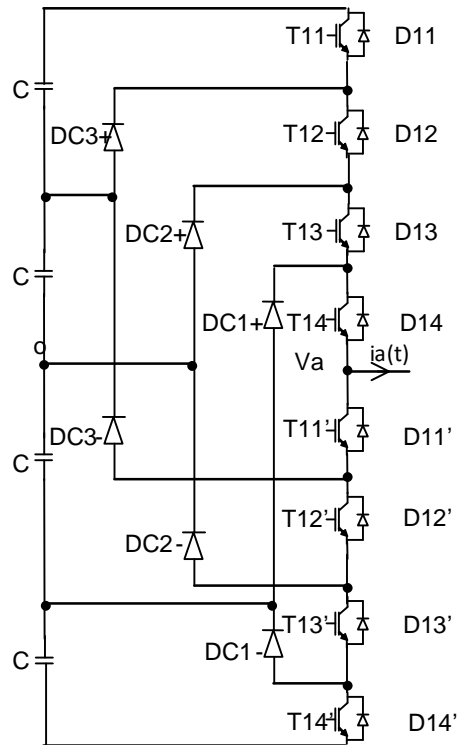 T11 D11
C
DC3+ T12 D12
DC2+ T13 D13
C
DC1+ T14 D14
o Va ia(t)
DC3- T11' D11'
C
T12' D12'
DC2-
T13' D13'
DC1-
C
T14' D14'